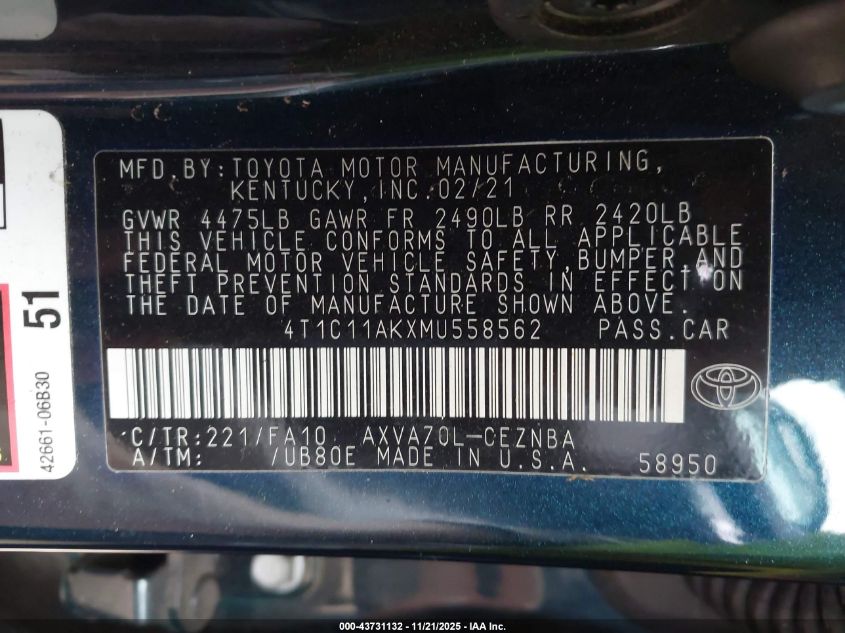 MFD.BY:TOYOTA MOTOR MANUFACTURING,
KENTUCKY,INC.02/21
GVWR 4475LB GAWR FR 2490LB RR 2420LB
THIS VEHICLE CONFORMS TO ALL APPLICABLE
FEDERAL MOTOR VEHICLE SAFETY,BUMPER,AND
THEFT PREVENTION STANDARDS IN EFFECT ON
THE DATE OF MANUFACTURE SHOWN ABOVE.
4T1C11AKXMU558562 PASS.CAR
C/TR:221/FA10 AXVA70L-CEZNBA
A/TM: /UB80E MADE IN U.S.A. 58950
51
42661-06B30
000-43731132 - 11/21/2025 - IAA Inc.